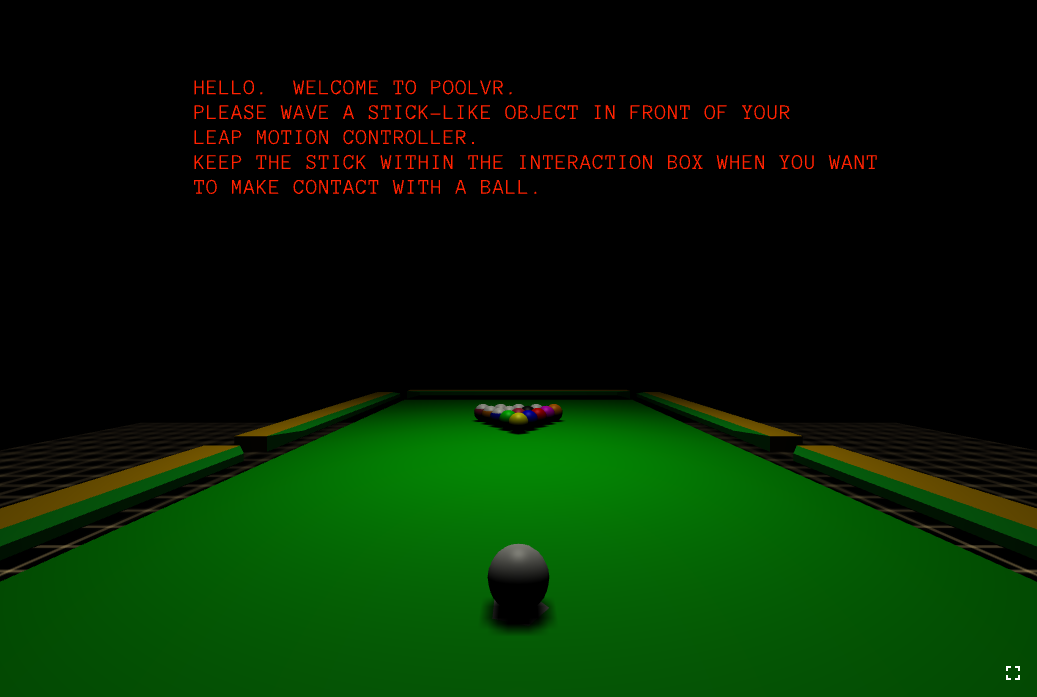 HELLO.  WELCOME TO POOLVR.
PLEASE WAVE A STICK-LIKE OBJECT IN FRONT OF YOUR
LEAP MOTION CONTROLLER.
KEEP THE STICK WITHIN THE INTERACTION BOX WHEN YOU WANT
TO MAKE CONTACT WITH A BALL.